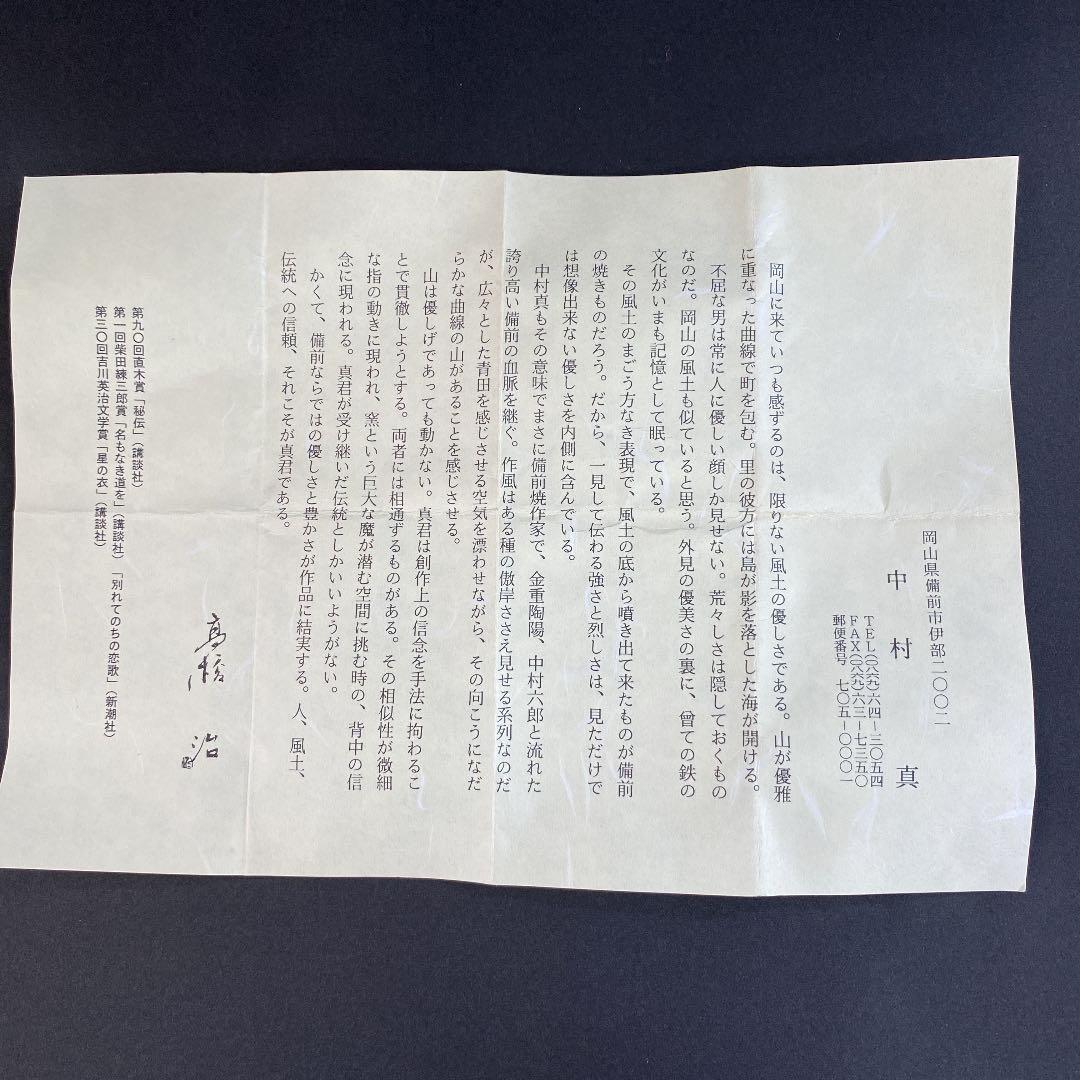 岡山県備前市伊部二〇〇二
中村真
TEL(〇八六九)六四-三〇五四
FAX(〇八六九)六三-七三五〇
郵便番号 七〇五-〇〇〇一
岡山に来ていつも感ずるのは、限りない風土の優しさである。山が優雅
に重なった曲線で町を包む。里の彼方には島が影を落とした海が開ける。
不屈な男は常に人に優しい顔しか見せない。荒々しさは隠しておくもの
なのだ。岡山の風土も似ていると思う。外見の優美さの裏に、曾ての鉄の
文化がいまも記憶として眠っている。
その風土のまごう方なき表現で、風土の底から噴き出て来たものが備前
の焼きものだろう。だから、一見して伝わる強さと烈しさは、見ただけで
は想像出来ない優しさを内側に含んでいる。
中村真もその意味でまさに備前焼作家で、金重陶陽、中村六郎と流れた
誇り高い備前の血脈を継ぐ。作風はある種の傲岸ささえ見せる系列なのだ
が、広々とした青田を感じさせる空気を漂わせながら、その向こうになだ
らかな曲線の山があることを感じさせる。
山は優しげであっても動かない。真君は創作上の信念を手法に拘わるこ
とで貫徹しようとする。両者には相通ずるものがある。その相似性が微細
な指の動きに現われ、窯という巨大な魔が潜む空間に挑む時の、背中の信
念に現われる。真君が受け継いだ伝統としかいいようがない。
かくて、備前ならではの優しさと豊かさが作品に結実する。人、風土、
伝統への信頼、それこそが真君である。
高橋治
第九〇回直木賞「秘伝」(講談社)
第一回柴田練三郎賞「名もなき道を」(講談社)「別れてのちの恋歌」(新潮社)
第三〇回吉川英治文学賞「星の衣」(講談社)